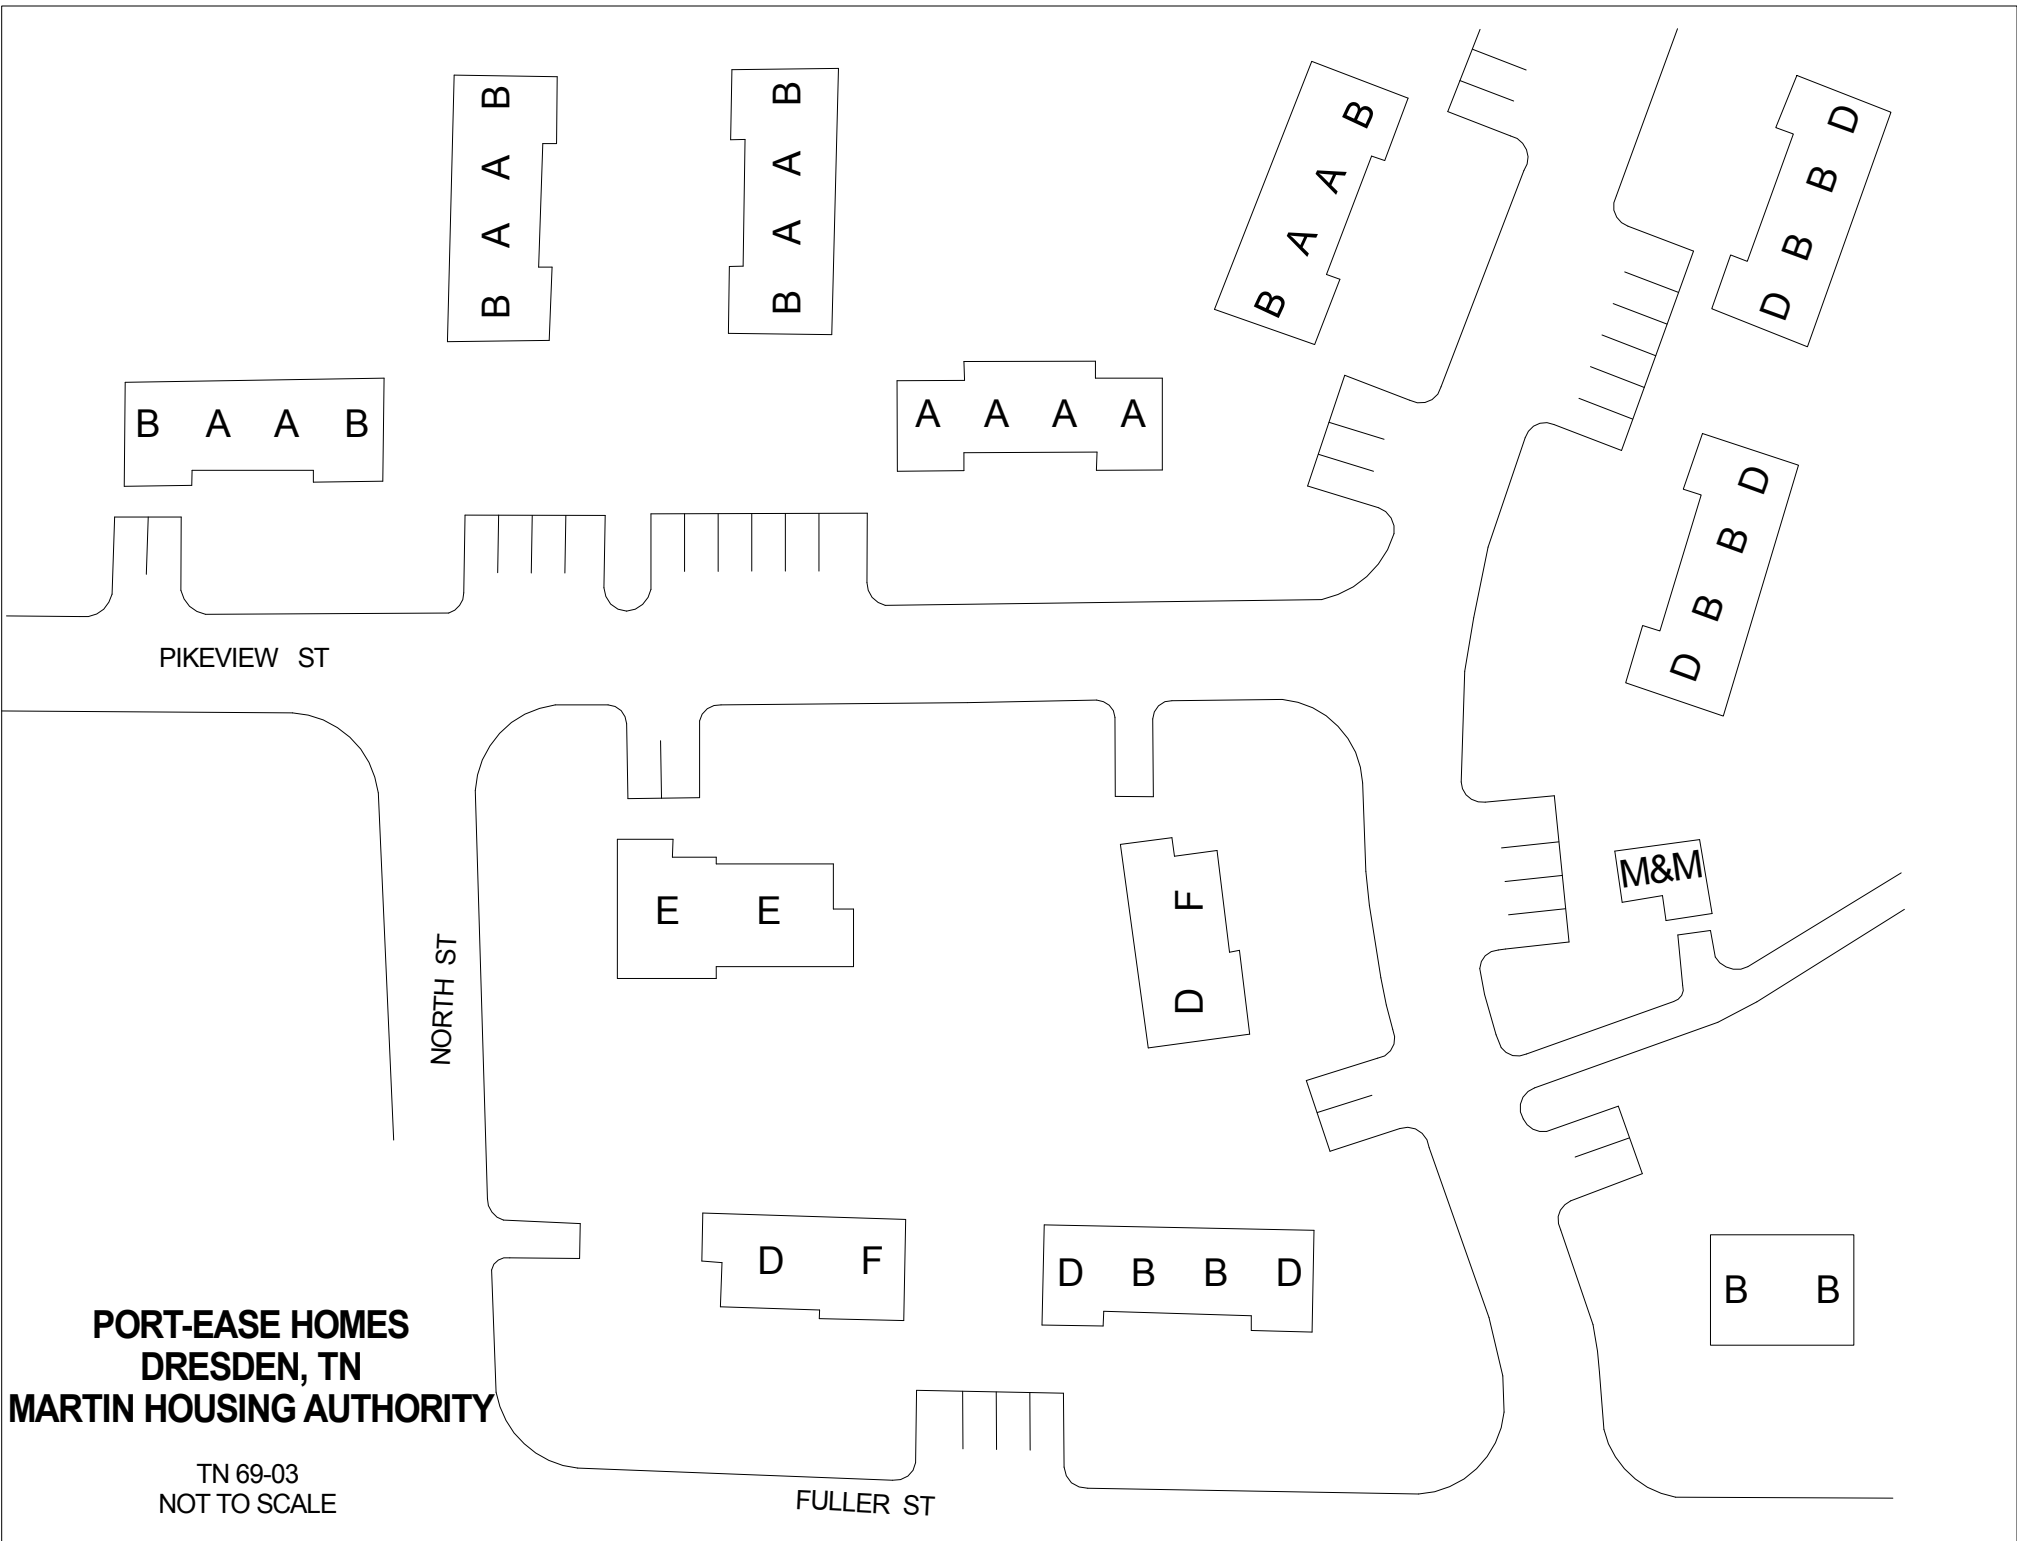 B A A B
B A A B
B A A B
D B B D
B A A B
A A A A
D B B D
PIKEVIEW ST
M&M
E E
D F
NORTH ST
D F
D B B D
B B
PORT-EASE HOMES
DRESDEN, TN
MARTIN HOUSING AUTHORITY
TN 69-03
NOT TO SCALE
FULLER ST